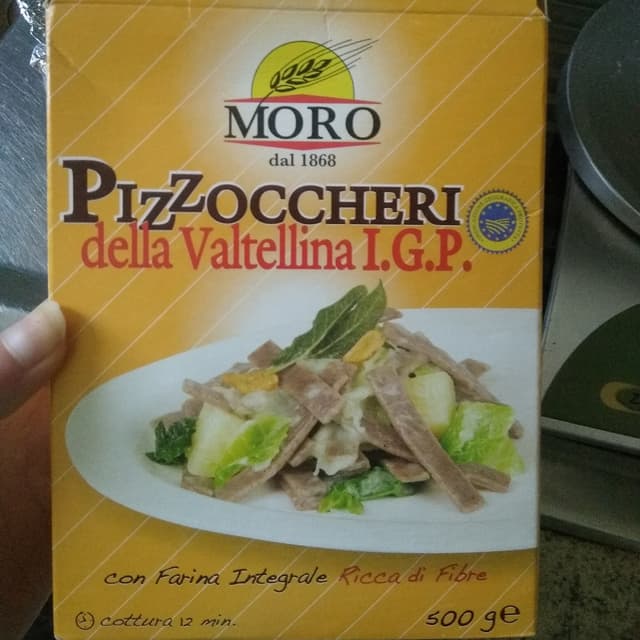 MORO
dal 1868
PIZZOCCHERI
della Valtellina I.G.P.
con Farina Integrale Ricca di Fibre
cottura 12 min.
500 g e